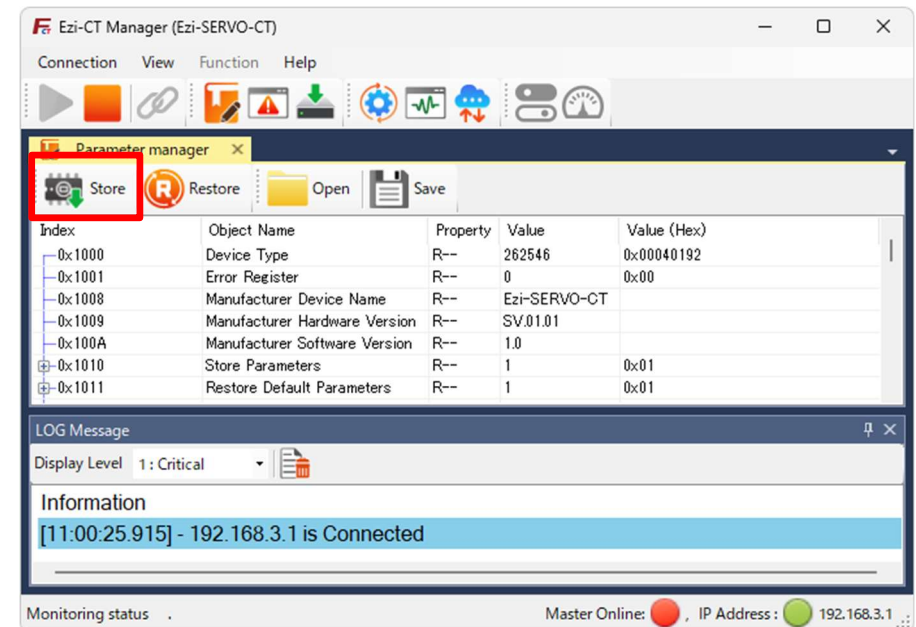 Ezi-CT Manager (Ezi-SERVO-CT)
Connection View Function Help
Parameter manager
Store Restore Open Save
Index Object Name Property Value Value (Hex)
0x1000 Device Type R-- 262546 0x00040192
0x1001 Error Register R-- 0 0x00
0x1008 Manufacturer Device Name R-- Ezi-SERVO-CT
0x1009 Manufacturer Hardware Version R-- SV.01.01
0x100A Manufacturer Software Version R-- 1.0
0x1010 Store Parameters R-- 1 0x01
0x1011 Restore Default Parameters R-- 1 0x01
LOG Message
Display Level 1 : Critical
Information
[11:00:25.915] - 192.168.3.1 is Connected
Monitoring status . Master Online: , IP Address : 192.168.3.1